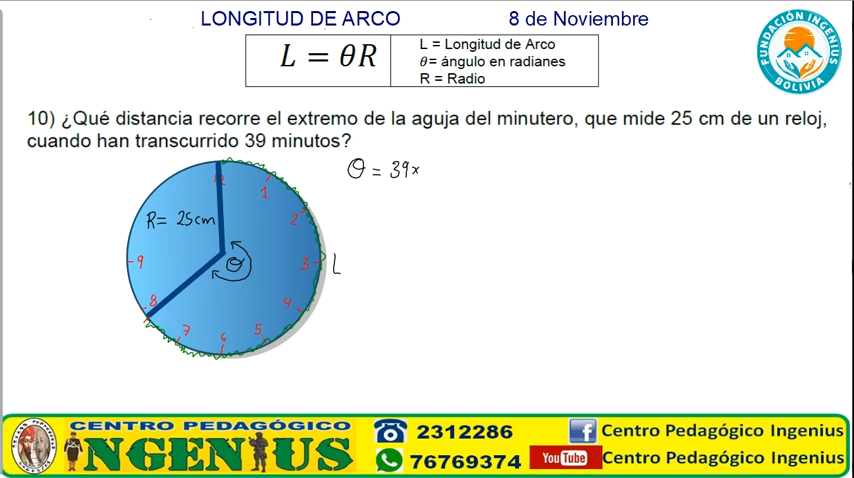 LONGITUD DE ARCO 8 de Noviembre
L = θR
L = Longitud de Arco
θ= ángulo en radianes
R = Radio
FUNDACIÓN INGENIUS
BOLIVIA
10) ¿Qué distancia recorre el extremo de la aguja del minutero, que mide 25 cm de un reloj,
cuando han transcurrido 39 minutos?
θ = 39x
12
1
2
3
4
5
6
7
8
9
R= 25cm
θ
L
CENTRO PEDAGÓGICO
INGENIUS
2312286
76769374
f Centro Pedagógico Ingenius
YouTube Centro Pedagógico Ingenius